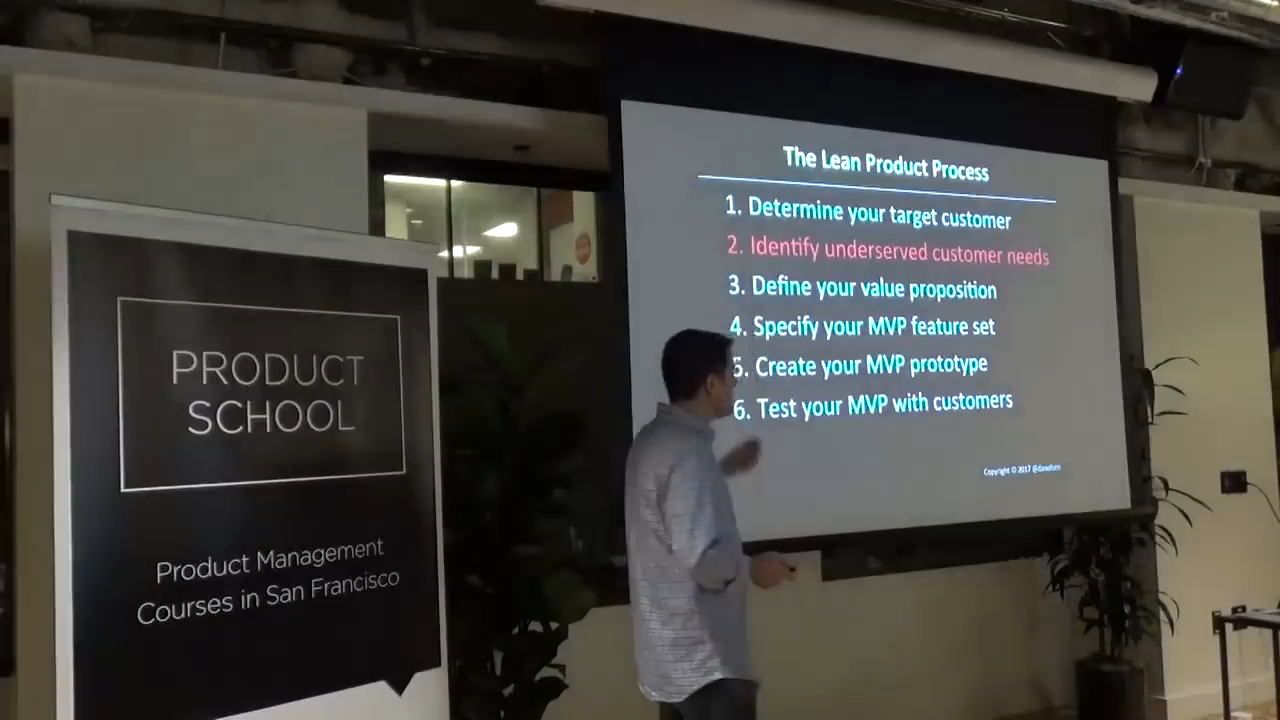 PRODUCT
SCHOOL
Product Management
Courses in San Francisco
The Lean Product Process
1. Determine your target customer
2. Identify underserved customer needs
3. Define your value proposition
4. Specify your MVP feature set
5. Create your MVP prototype
6. Test your MVP with customers
Copyright © 2017